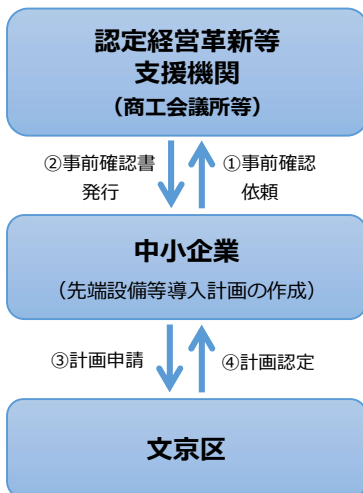 認定経営革新等
支援機関
（商工会議所等）
②事前確認書
発行
①事前確認
依頼
中小企業
（先端設備等導入計画の作成）
③計画申請
④計画認定
文京区